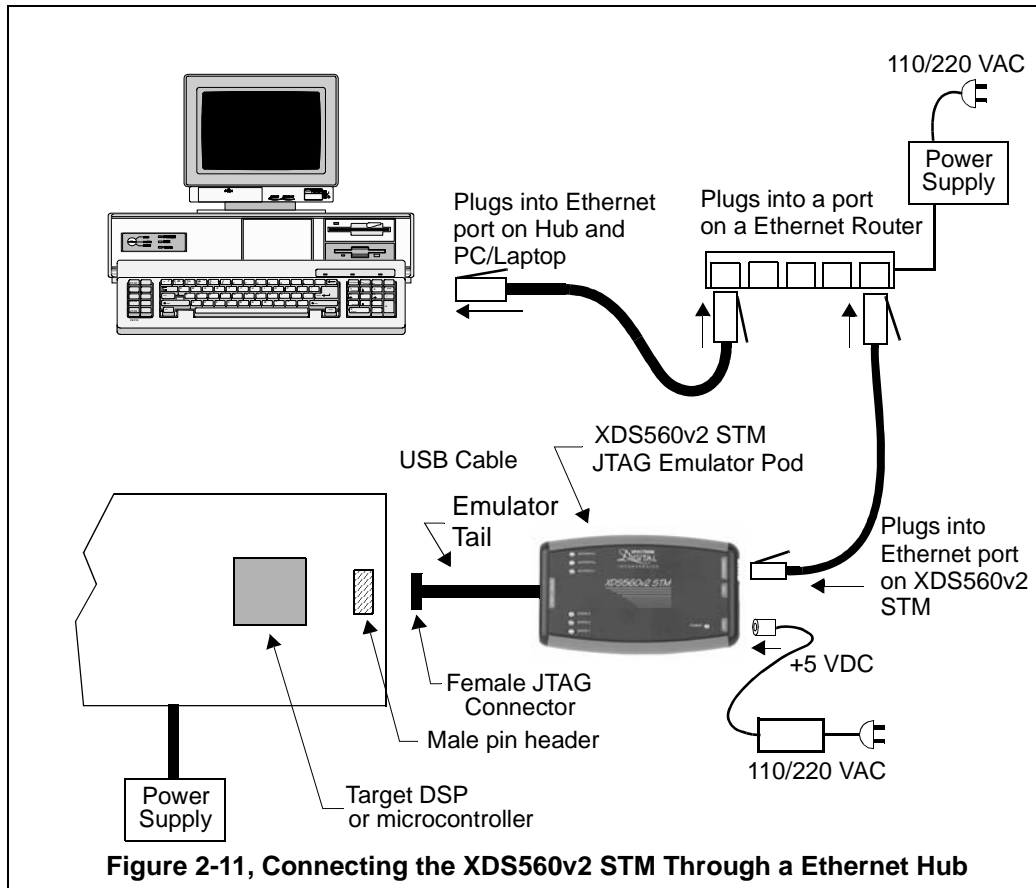 110/220 VAC
Power
Supply
Plugs into Ethernet
port on Hub and
PC/Laptop
Plugs into a port
on a Ethernet Router
XDS560v2 STM
JTAG Emulator Pod
USB Cable
Emulator
Tail
Plugs into
Ethernet port
on XDS560v2
STM
DIGITAL
INCORPORATED
XDS560v2 STM
+5 VDC
Female JTAG
Connector
Male pin header
110/220 VAC
Power
Supply
Target DSP
or microcontroller
Figure 2-11, Connecting the XDS560v2 STM Through a Ethernet Hub